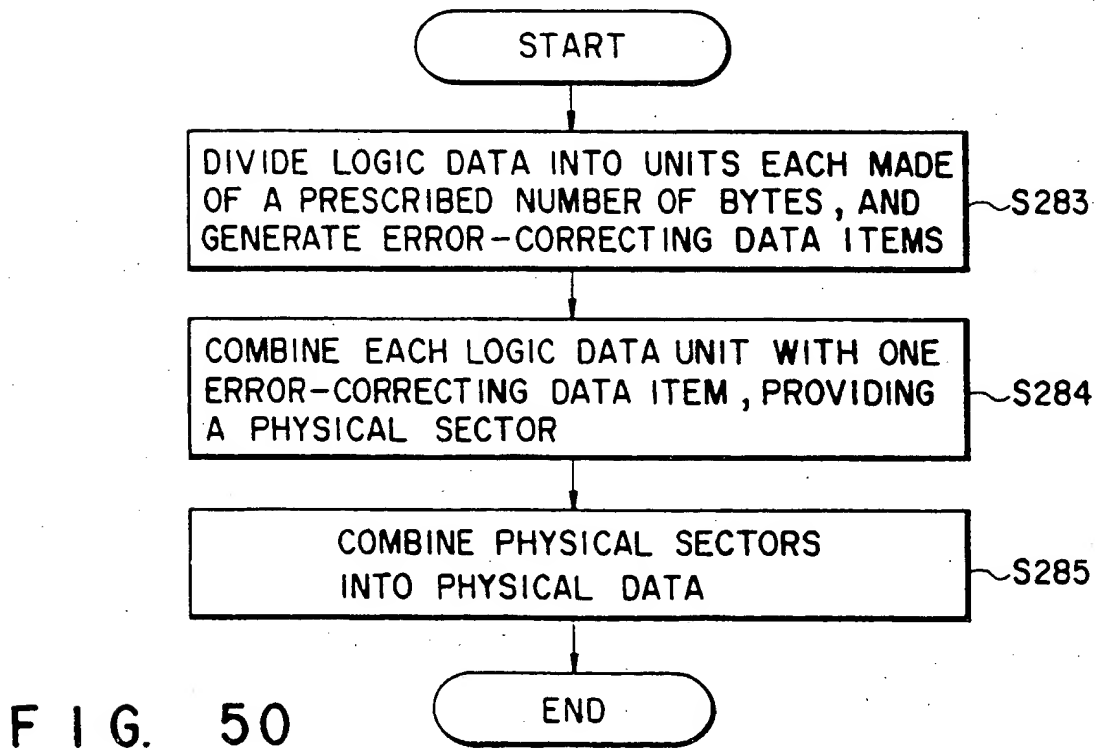 START
DIVIDE LOGIC DATA INTO UNITS EACH MADE
OF A PRESCRIBED NUMBER OF BYTES, AND
GENERATE ERROR-CORRECTING DATA ITEMS
S283
COMBINE EACH LOGIC DATA UNIT WITH ONE
ERROR-CORRECTING DATA ITEM, PROVIDING
A PHYSICAL SECTOR
S284
COMBINE PHYSICAL SECTORS
INTO PHYSICAL DATA
S285
END
FIG. 50